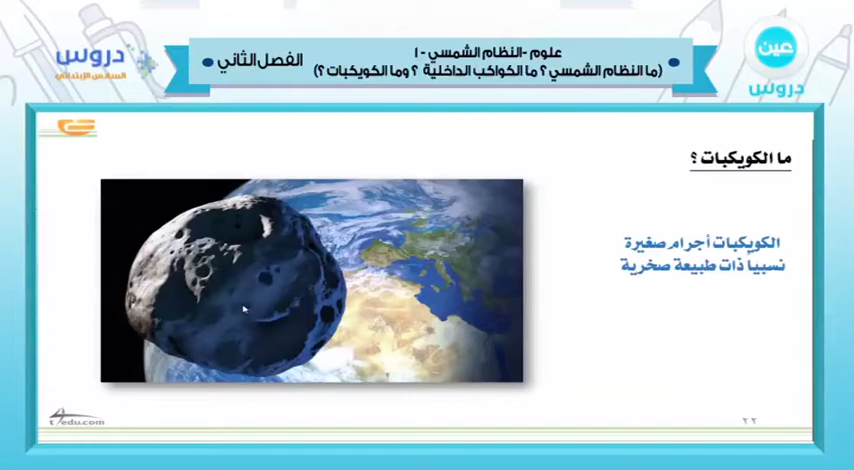 عين
دروس
علوم -النظام الشمسي - ١
(ما النظام الشمسي ؟ ما الكواكب الداخلية ؟ وما الكويكبات ؟)
الفصل الثاني
دروس
السادس الإبتدائي
ما الكويكبات ؟
الكويكبات أجرام صغيرة
نسبياً ذات طبيعة صخرية
t4edu.com
٢٢